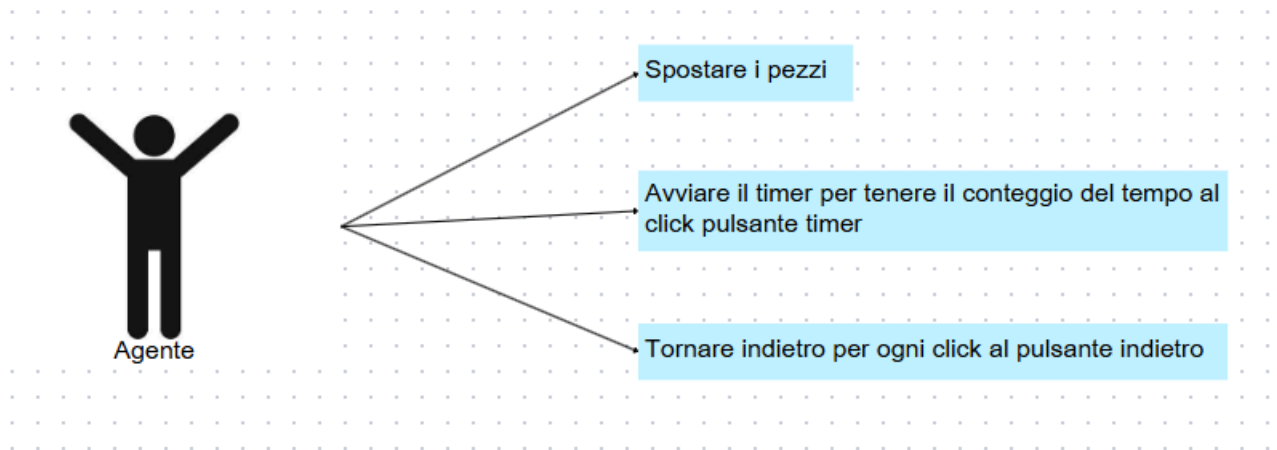 Spostare i pezzi
Avviare il timer per tenere il conteggio del tempo al
click pulsante timer
Tornare indietro per ogni click al pulsante indietro
Agente